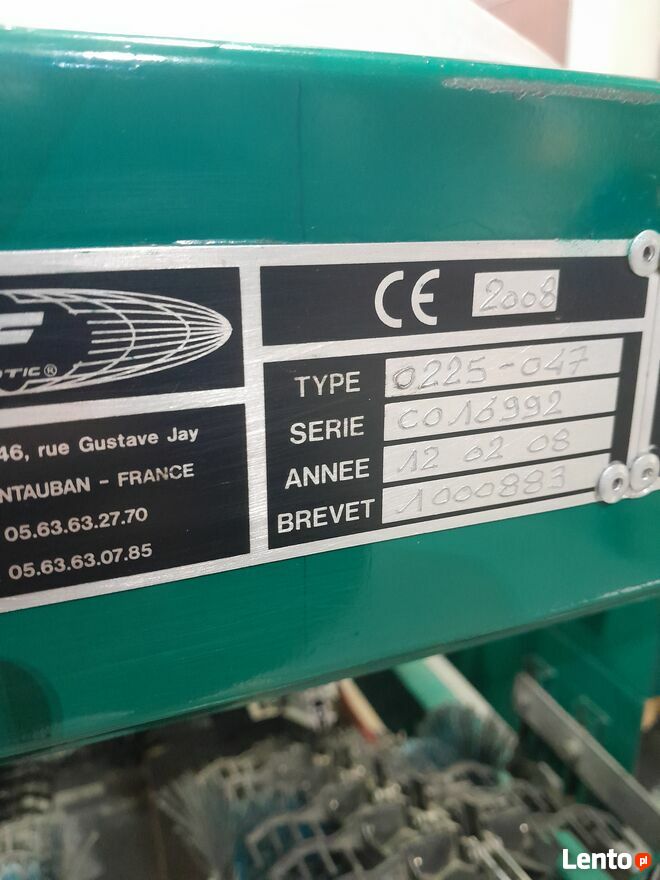 CE 2008
TYPE 0225-047
SERIE C016992
ANNEE 12 02 08
BREVET 1000883
46, rue Gustave Jay
NTAUBAN - FRANCE
05.63.63.27.70
05.63.63.07.85
Lento.pl